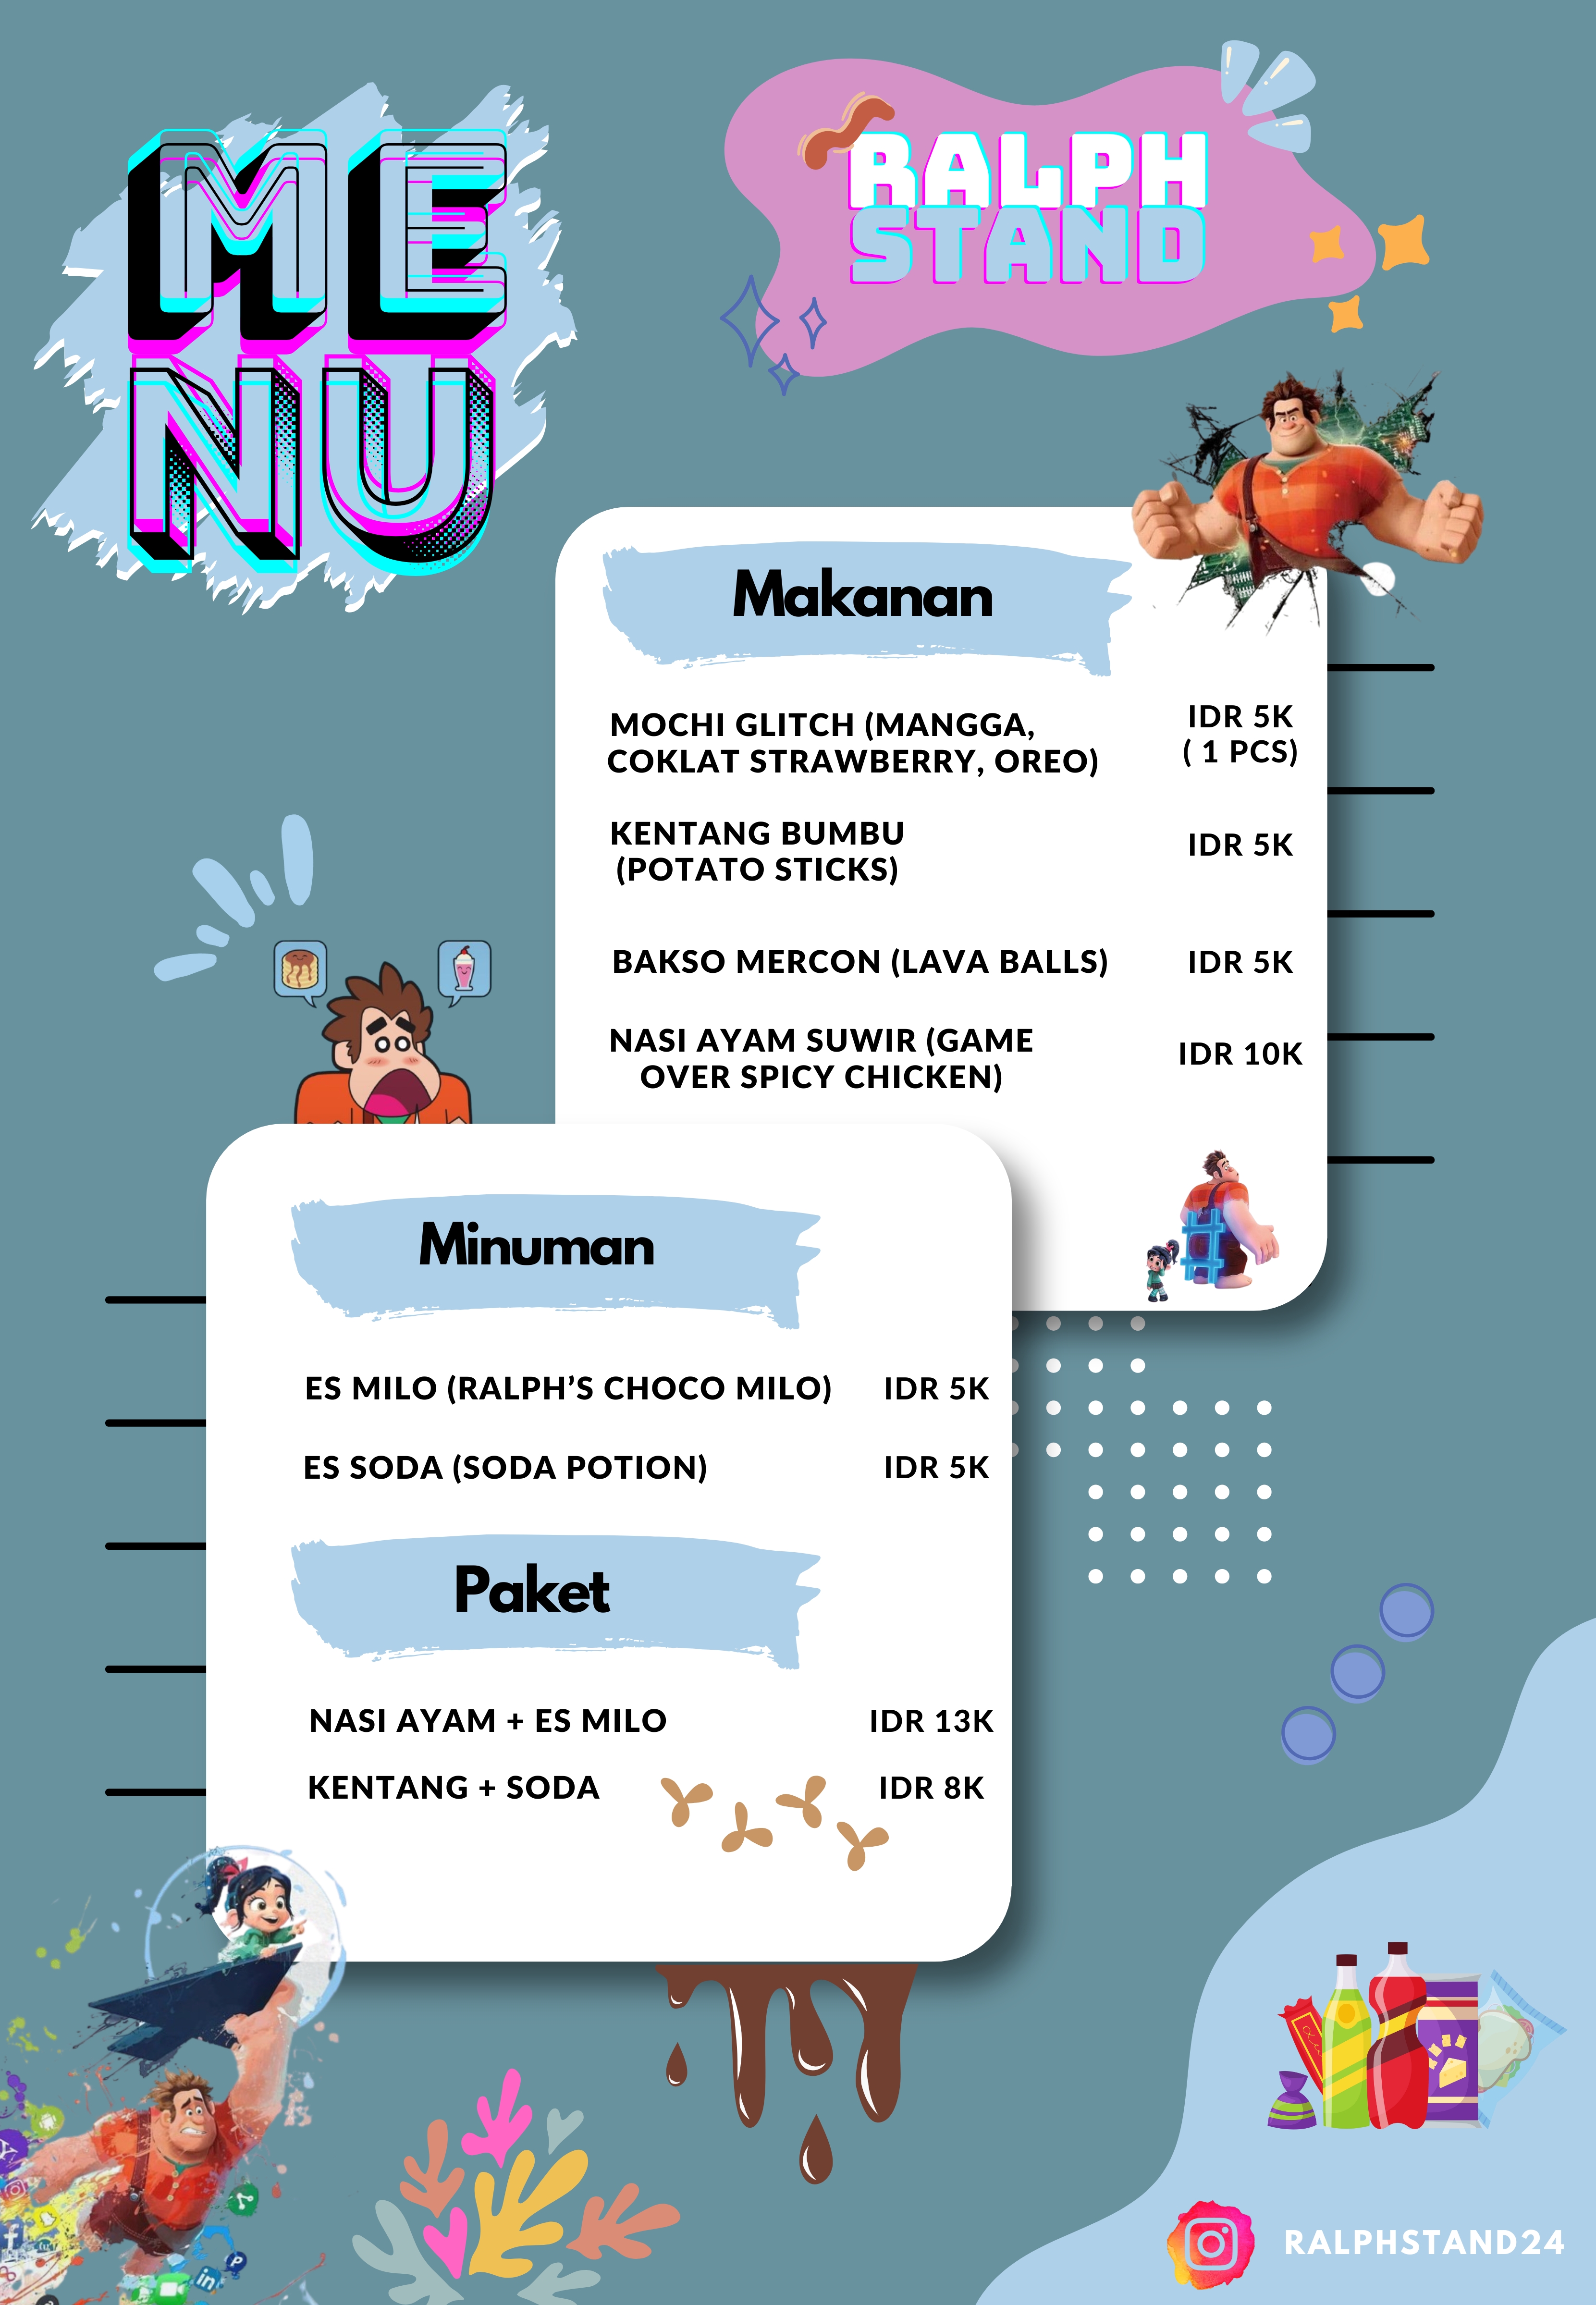 ME
NU
RALPH
STAND
Makanan
MOCHI GLITCH (MANGGA,
COKLAT STRAWBERRY, OREO)
IDR 5K
( 1 PCS)
KENTANG BUMBU
(POTATO STICKS)
IDR 5K
BAKSO MERCON (LAVA BALLS)
IDR 5K
NASI AYAM SUWIR (GAME
OVER SPICY CHICKEN)
IDR 10K
Minuman
ES MILO (RALPH’S CHOCO MILO)
IDR 5K
ES SODA (SODA POTION)
IDR 5K
Paket
NASI AYAM + ES MILO
IDR 13K
KENTANG + SODA
IDR 8K
RALPHSTAND24